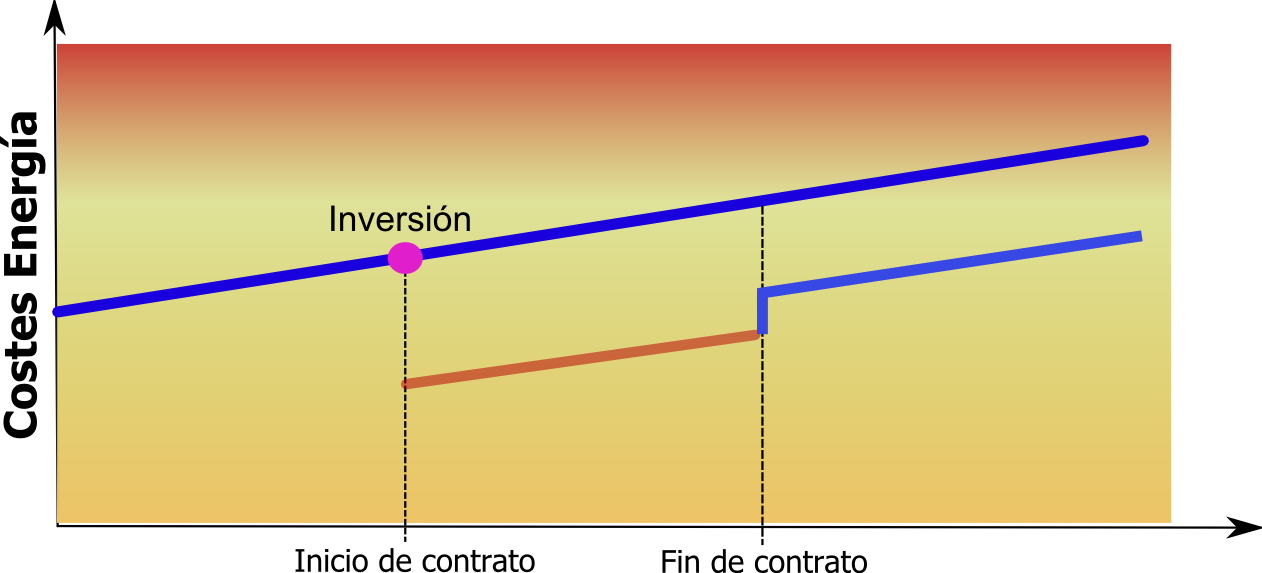 Costes Energía
Inversión
Inicio de contrato
Fin de contrato